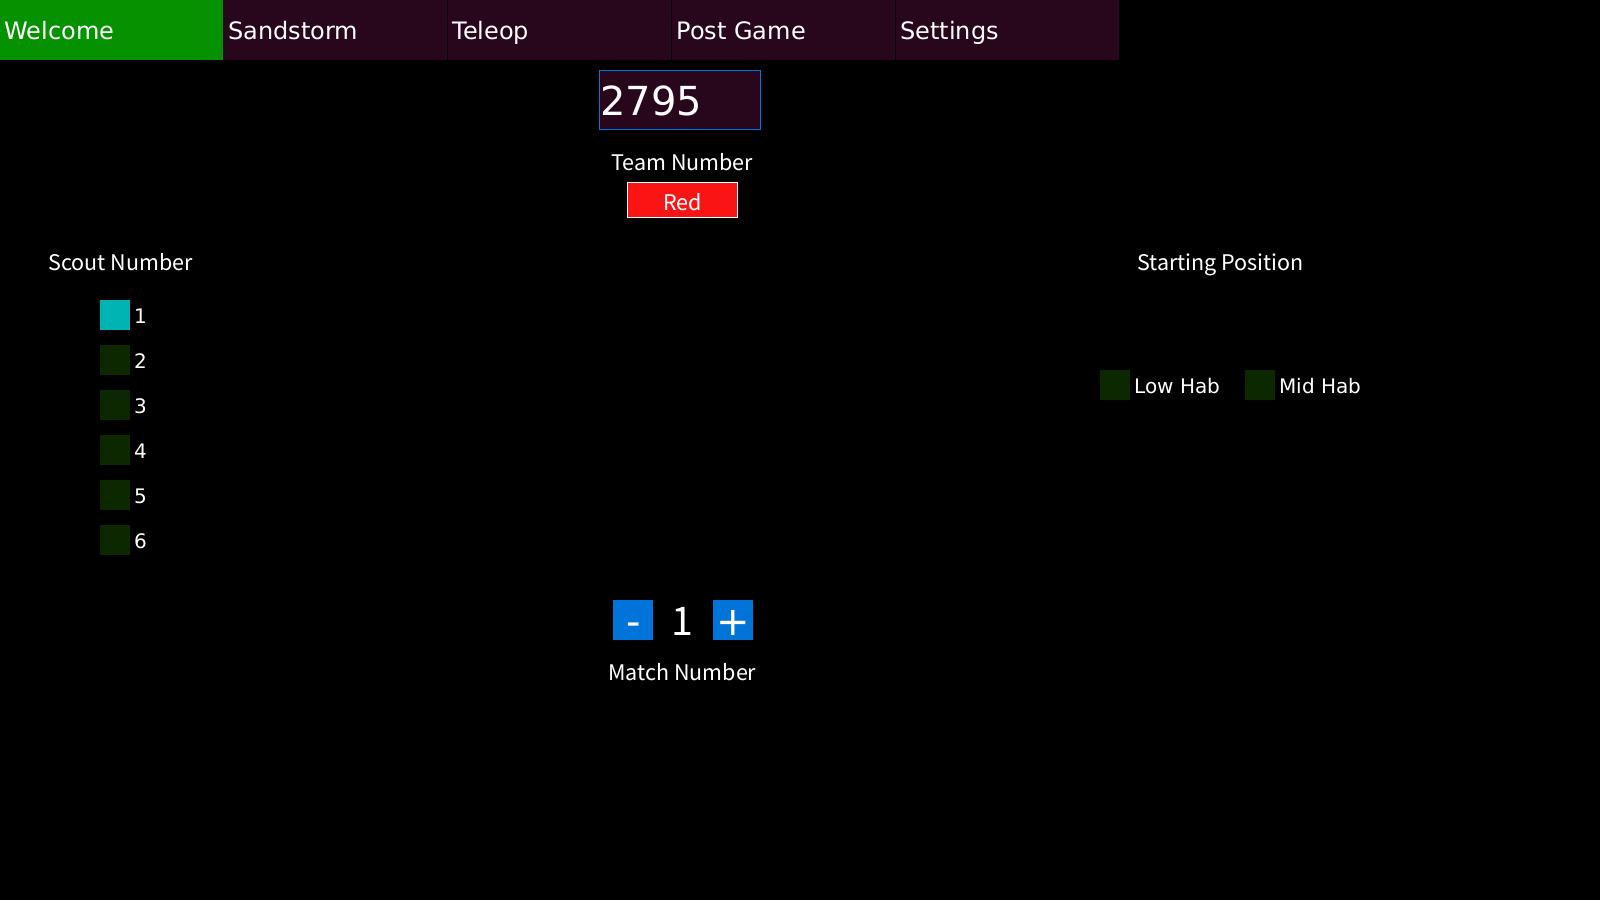 Welcome Sandstorm Teleop Post Game Settings
2795
Team Number
Red
Scout Number
1
2
3
4
5
6
Starting Position
Low Hab Mid Hab
- 1 +
Match Number